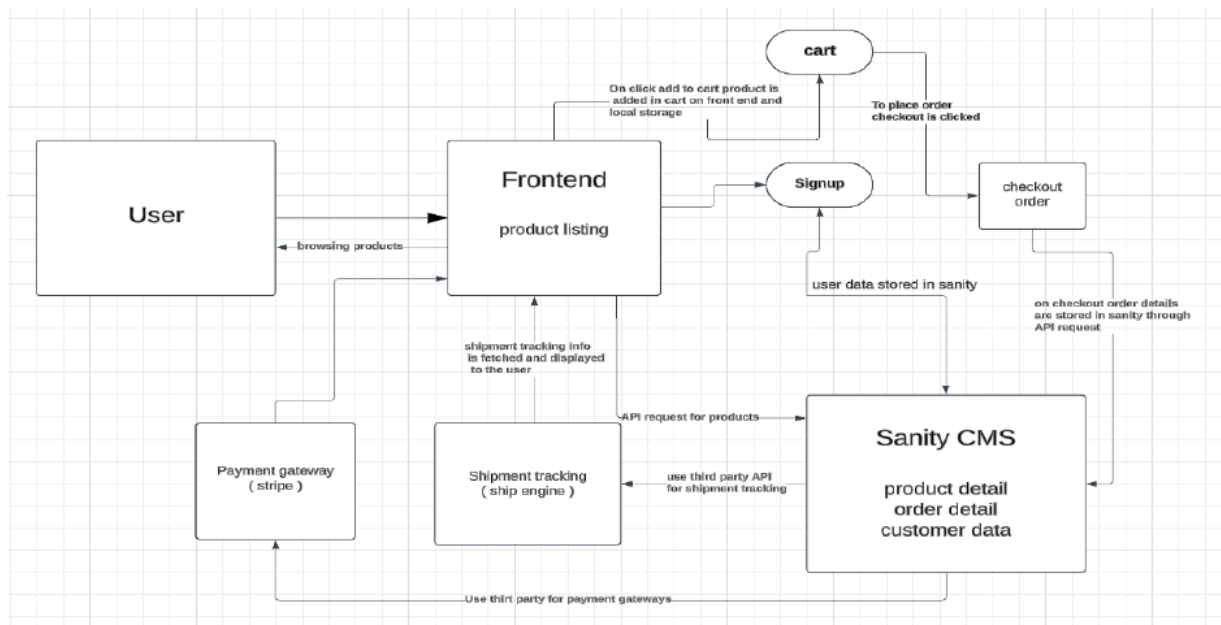 cart
On click add to cart product is
added in cart on front end and
local storage
To place order
checkout is clicked
User
Frontend
product listing
Signup
checkout
order
browsing products
user data stored in sanity
on checkout order details
are stored in sanity through
API request
shipment tracking info
is fetched and displayed
to the user
API request for products
Payment gateway
( stripe )
Shipment tracking
( ship engine )
use third party API
for shipment tracking
Sanity CMS
product detail
order detail
customer data
Use thirt party for payment gateways